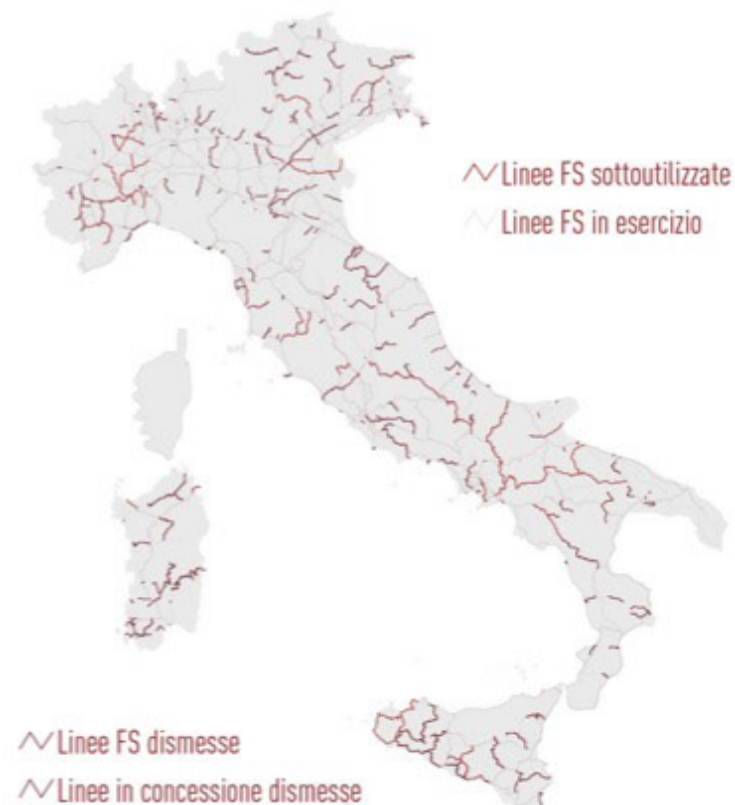 Linee FS sottoutilizzate
Linee FS in esercizio
Linee FS dismesse
Linee in concessione dismesse